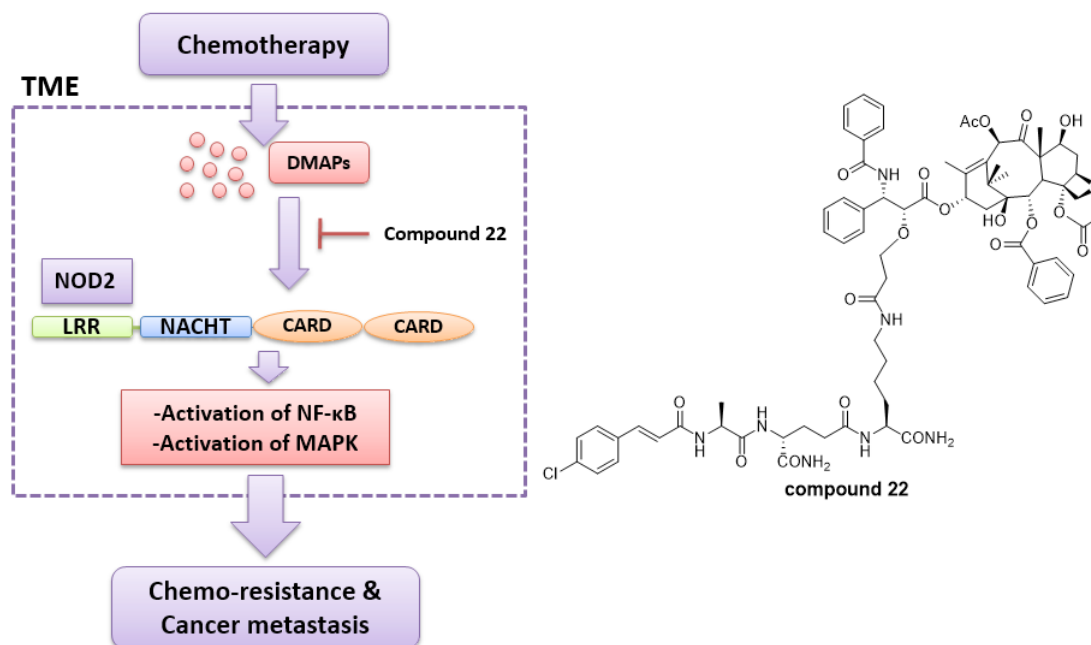 Chemotherapy
TME
DMAPs
Compound 22
NOD2
LRR
NACHT
CARD
CARD
-Activation of NF-κB
-Activation of MAPK
Chemo-resistance &
Cancer metastasis
AcO
O
OH
O
NH
O
O
HO
O
O
O
O
O
O
O
NH
O
H
N
O
O
N
H
O
H
N
CONH₂
N
H
O
NH₂
Cl
compound 22